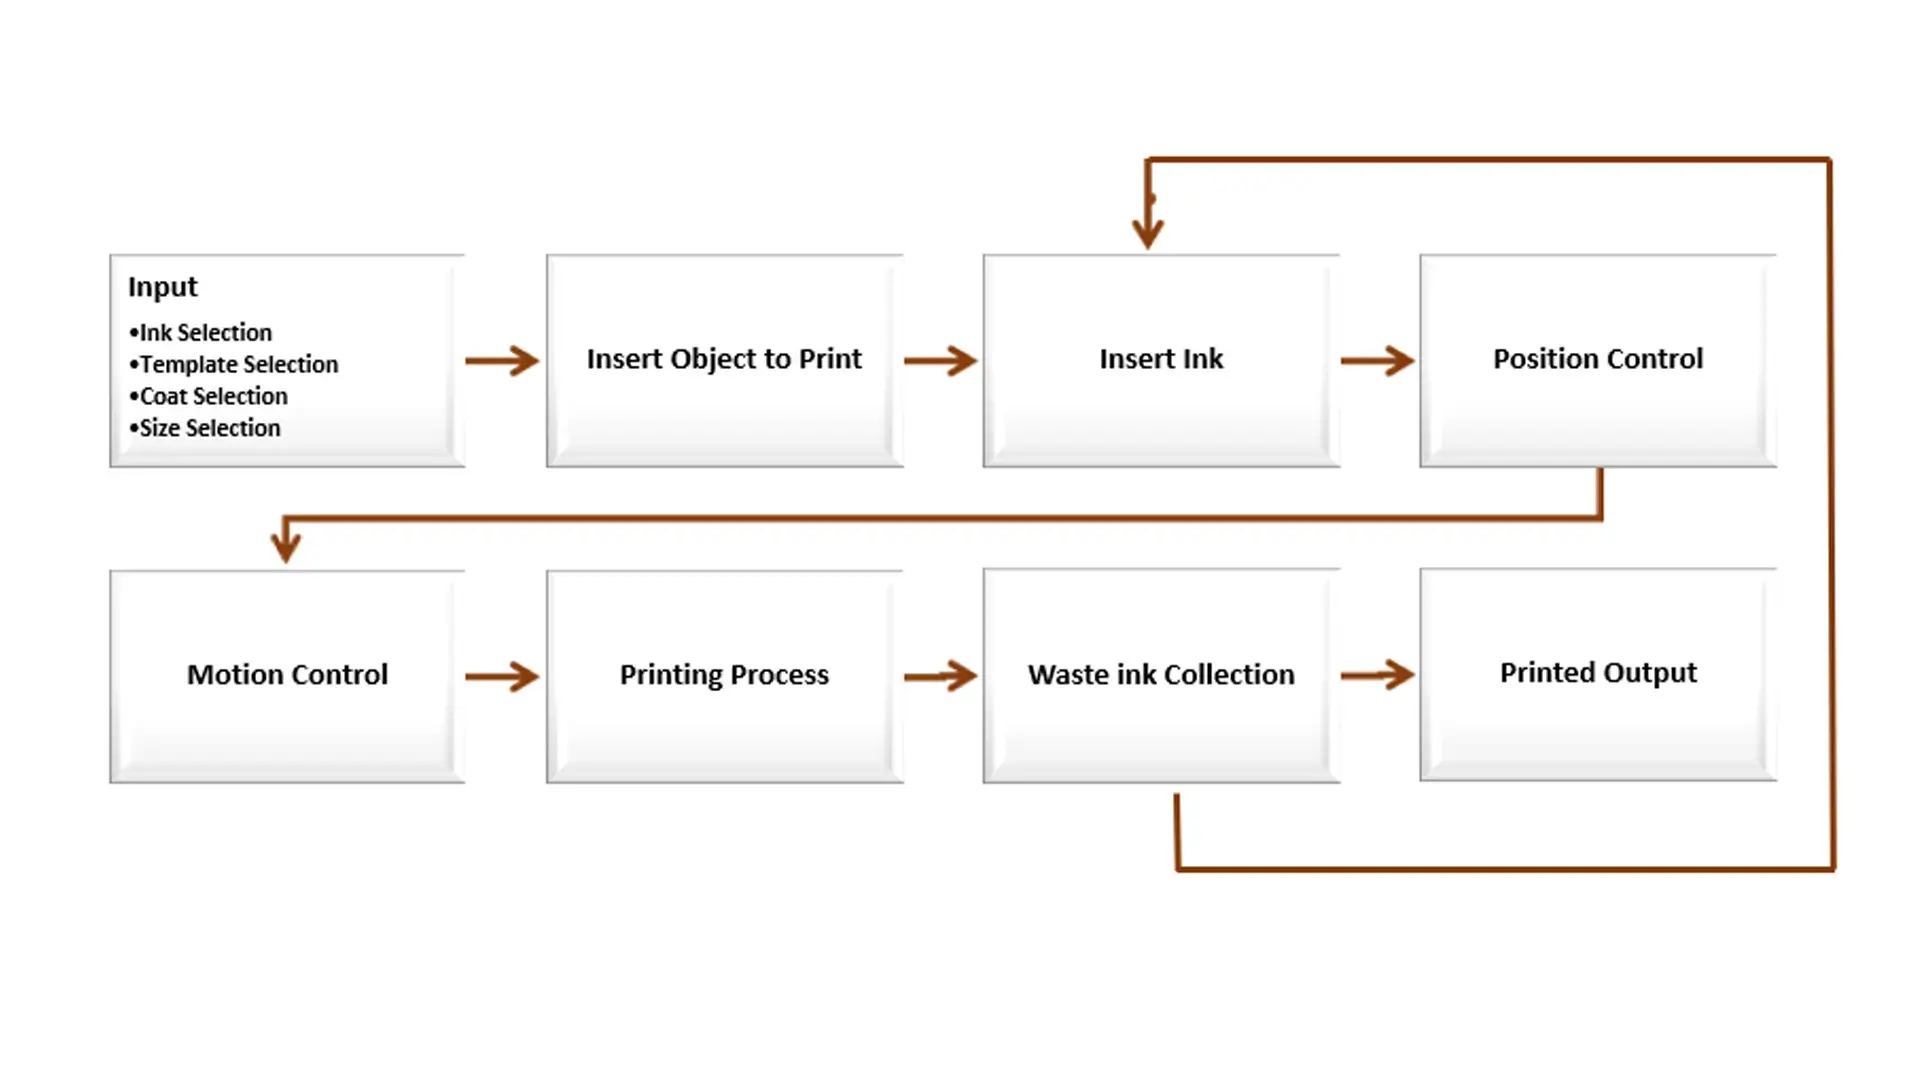 Input
•Ink Selection
•Template Selection
•Coat Selection
•Size Selection
Insert Object to Print
Insert Ink
Position Control
Motion Control
Printing Process
Waste ink Collection
Printed Output